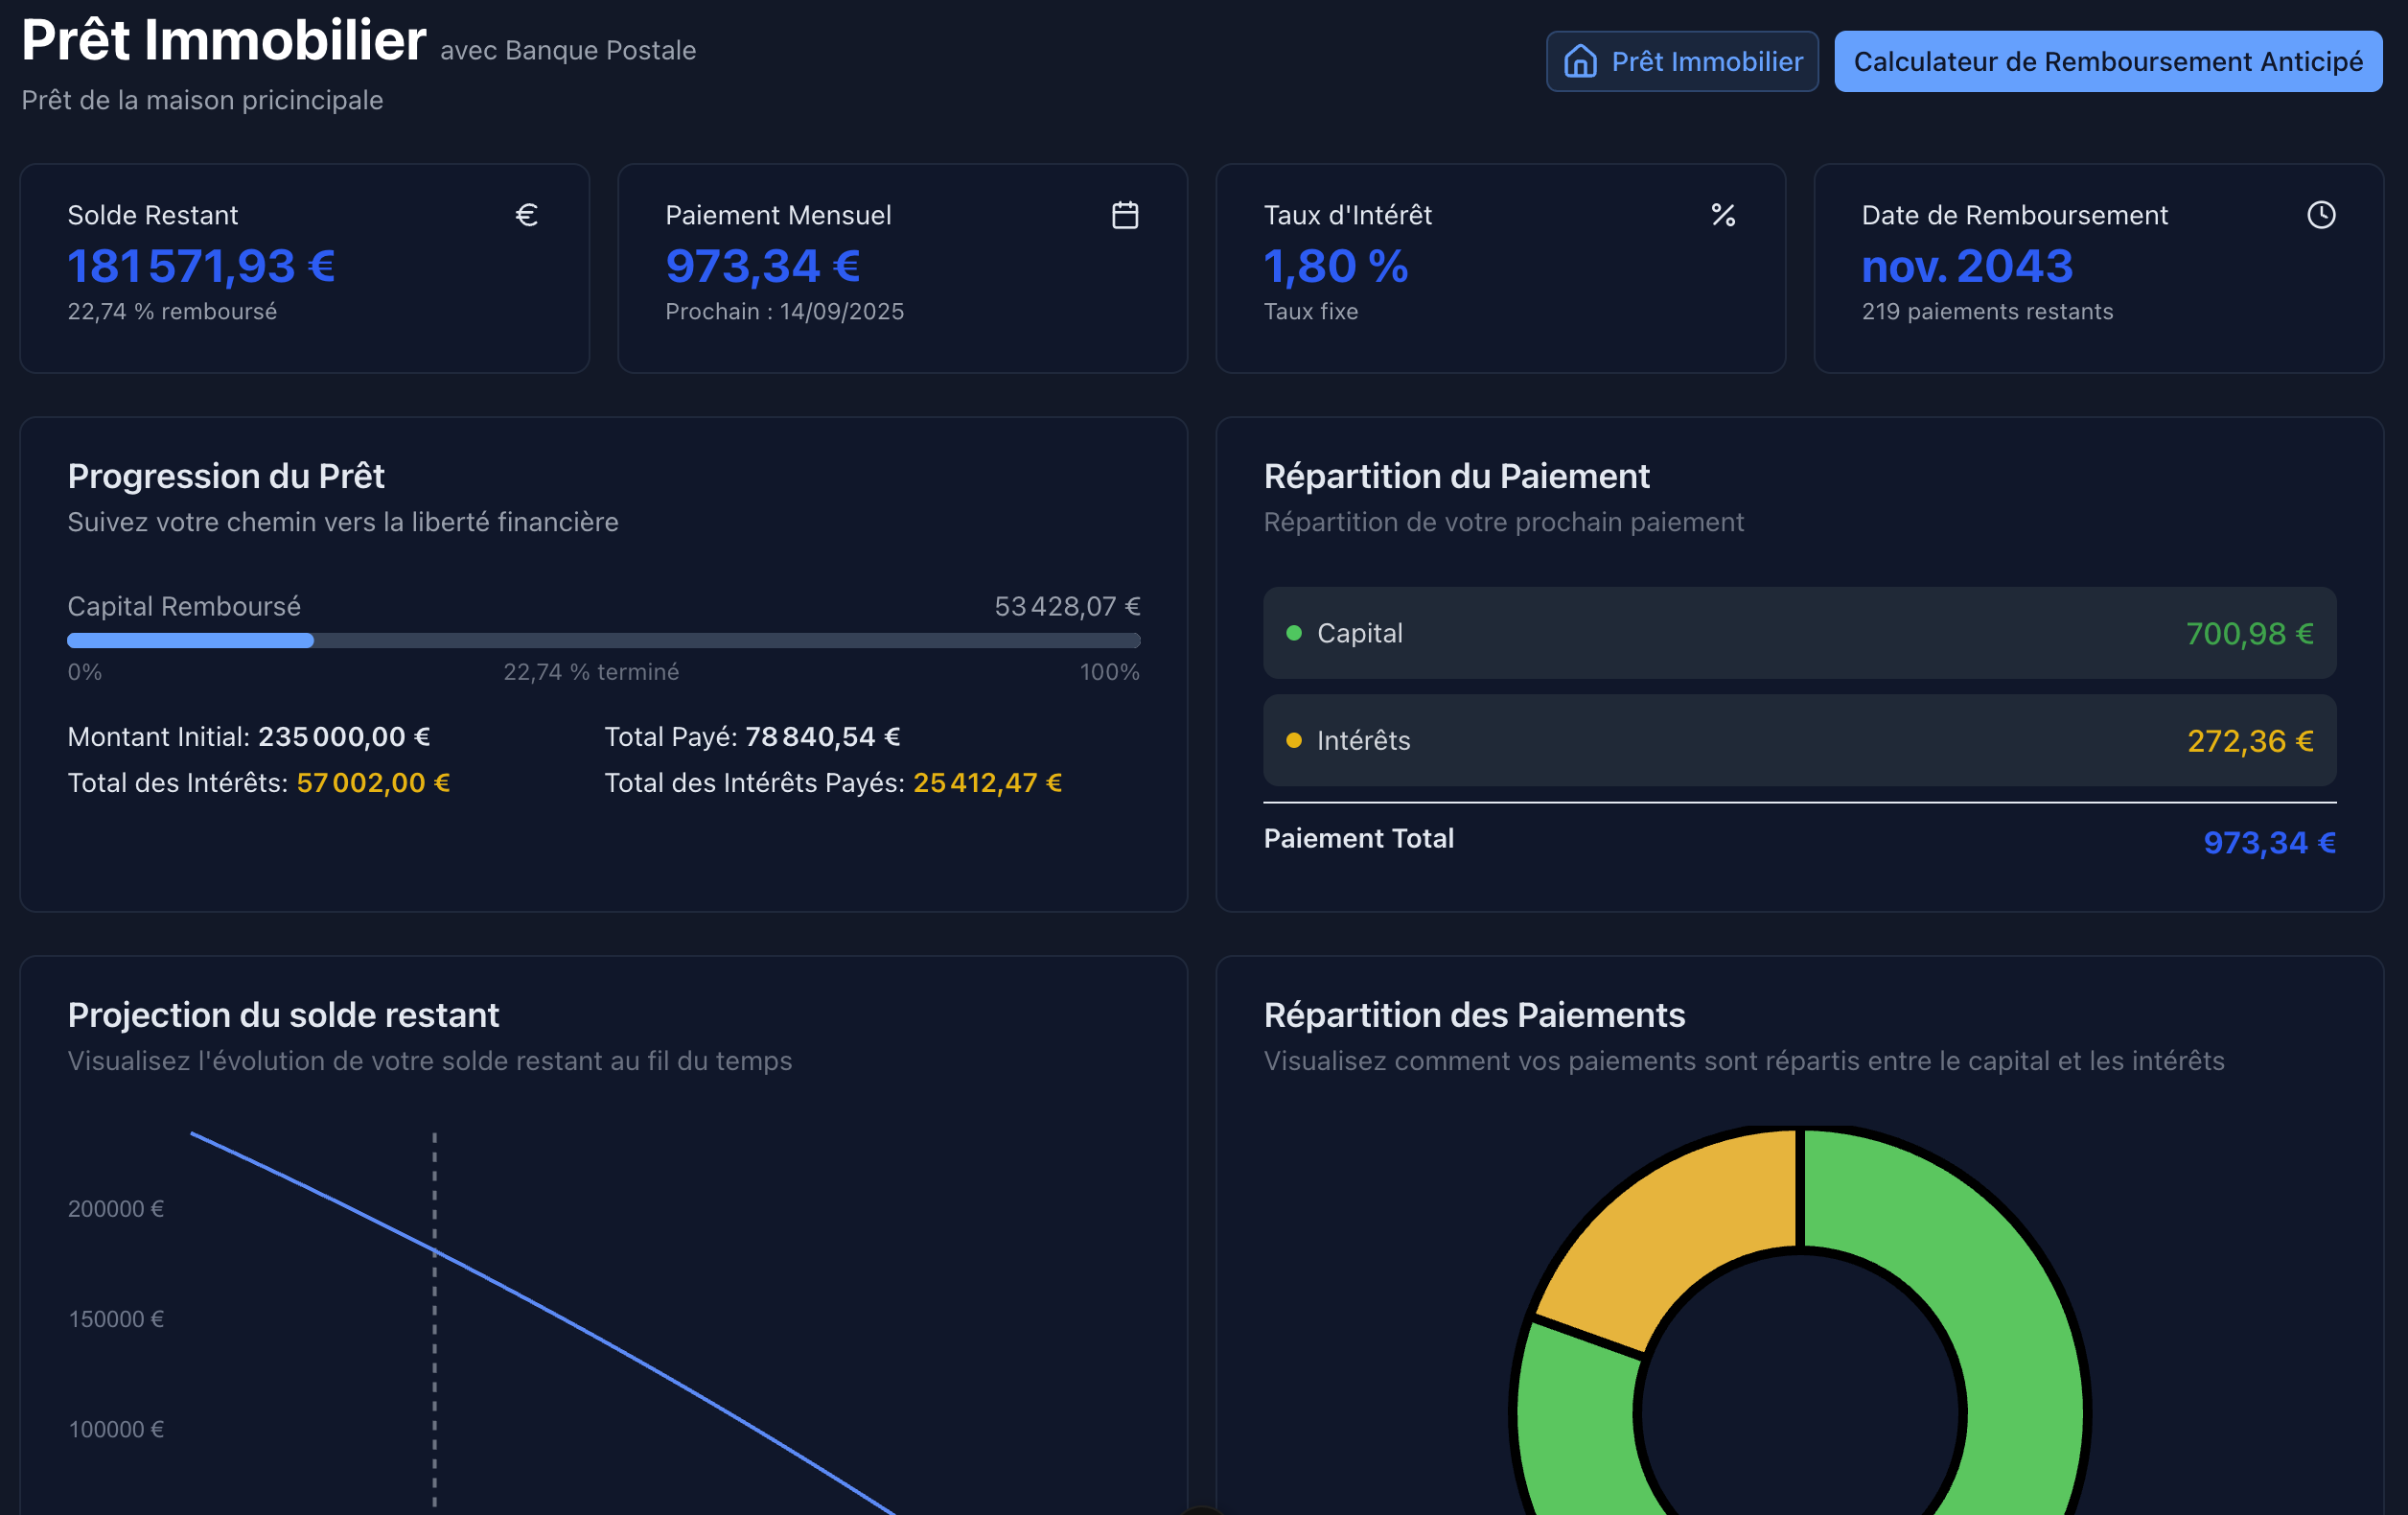 Prêt Immobilier avec Banque Postale
Prêt de la maison pricincipale
Prêt Immobilier
Calculateur de Remboursement Anticipé
Solde Restant
€
181 571,93 €
22,74 % remboursé
Paiement Mensuel
973,34 €
Prochain : 14/09/2025
Taux d'Intérêt
%
1,80 %
Taux fixe
Date de Remboursement
nov. 2043
219 paiements restants
Progression du Prêt
Suivez votre chemin vers la liberté financière
Capital Remboursé 53 428,07 €
0% 22,74 % terminé 100%
Montant Initial: 235 000,00 € Total Payé: 78 840,54 €
Total des Intérêts: 57 002,00 € Total des Intérêts Payés: 25 412,47 €
Répartition du Paiement
Répartition de votre prochain paiement
Capital 700,98 €
Intérêts 272,36 €
Paiement Total 973,34 €
Projection du solde restant
Visualisez l'évolution de votre solde restant au fil du temps
200000 €
150000 €
100000 €
Répartition des Paiements
Visualisez comment vos paiements sont répartis entre le capital et les intérêts